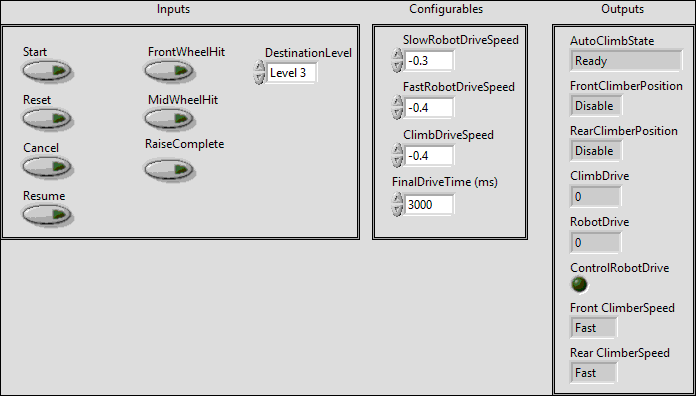 Inputs
Start
FrontWheelHit
DestinationLevel
Level 3
Reset
MidWheelHit
Cancel
RaiseComplete
Resume
Configurables
SlowRobotDriveSpeed
-0.3
FastRobotDriveSpeed
-0.4
ClimbDriveSpeed
-0.4
FinalDriveTime (ms)
3000
Outputs
AutoClimbState
Ready
FrontClimberPosition
Disable
RearClimberPosition
Disable
ClimbDrive
0
RobotDrive
0
ControlRobotDrive
Front ClimberSpeed
Fast
Rear ClimberSpeed
Fast